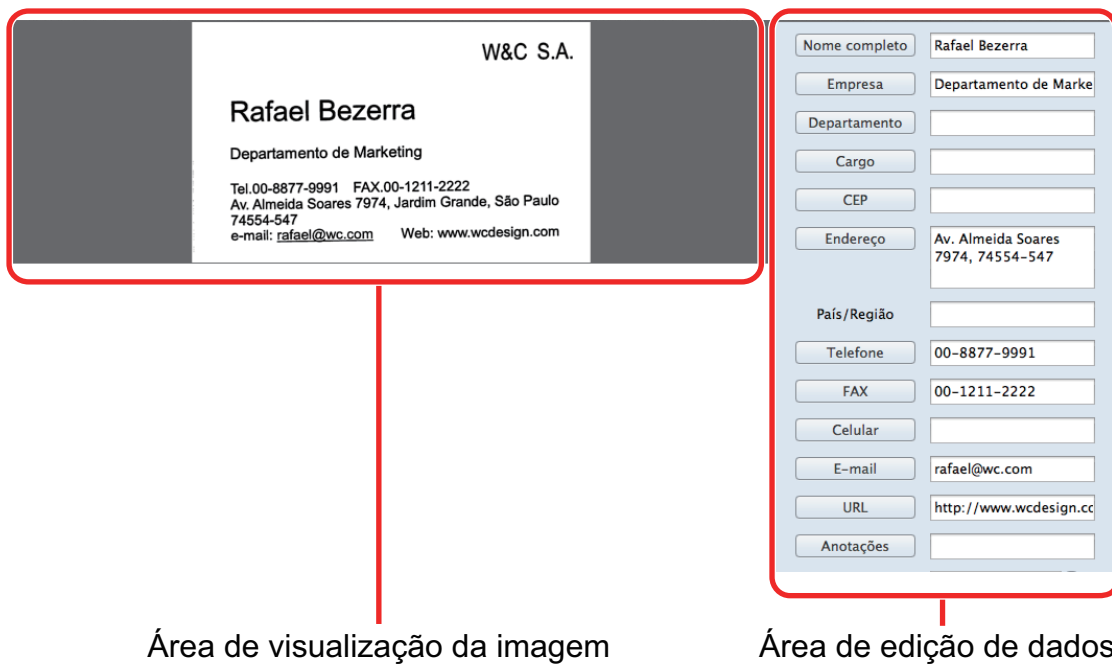 W&C S.A.
Rafael Bezerra
Departamento de Marketing
Tel.00-8877-9991 FAX.00-1211-2222
Av. Almeida Soares 7974, Jardim Grande, São Paulo
74554-547
e-mail: rafael@wc.com Web: www.wcdesign.com
Nome completo Rafael Bezerra
Empresa Departamento de Marke
Departamento
Cargo
CEP
Endereço Av. Almeida Soares
7974, 74554-547
País/Região
Telefone 00-8877-9991
FAX 00-1211-2222
Celular
E-mail rafael@wc.com
URL http://www.wcdesign.cc
Anotações
Área de visualização da imagem
Área de edição de dados